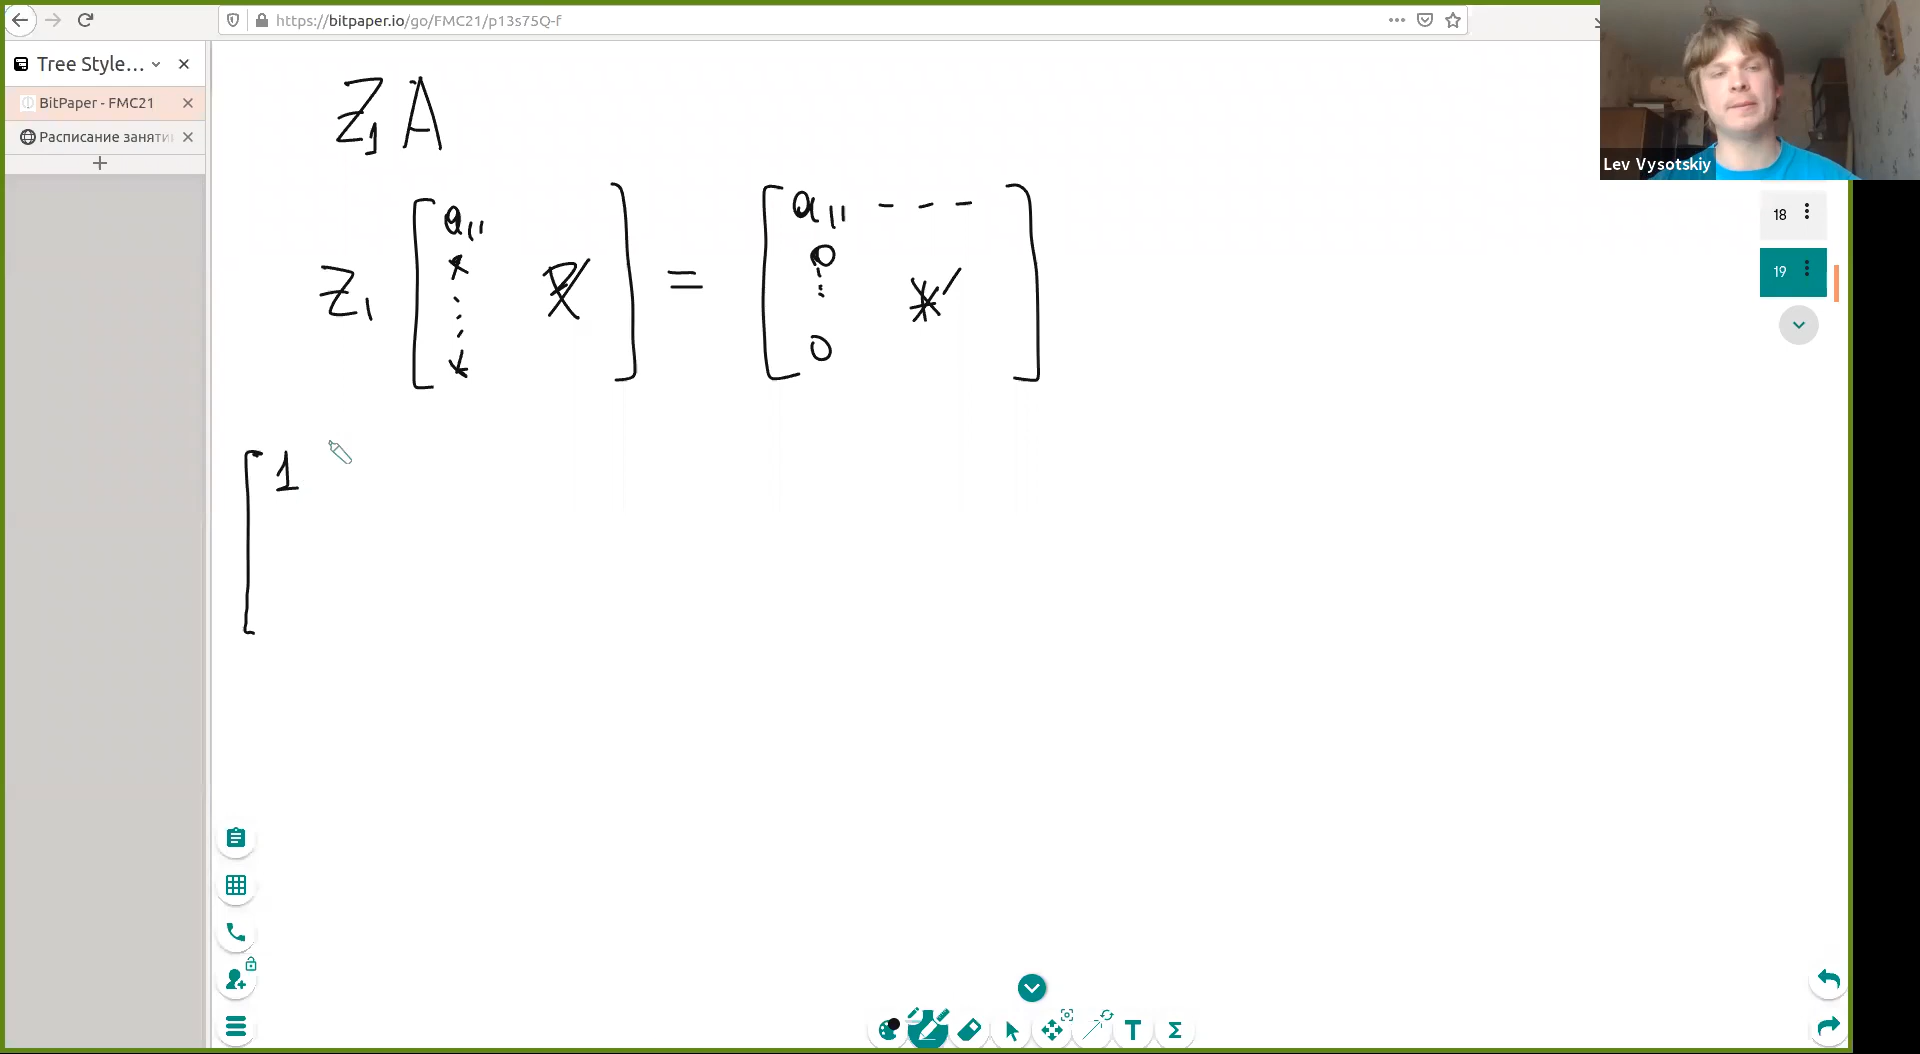 https://bitpaper.io/go/FMC21/p13s75Q-f
Tree Style...
BitPaper - FMC21
Расписание заняти
Lev Vysotskiy
18
19
Z₁ A
Z₁ [ a₁₁ * ⋮ * ] = [ a₁₁ - - - 0 ⋮ 0 *′ ]
[ 1
T Σ